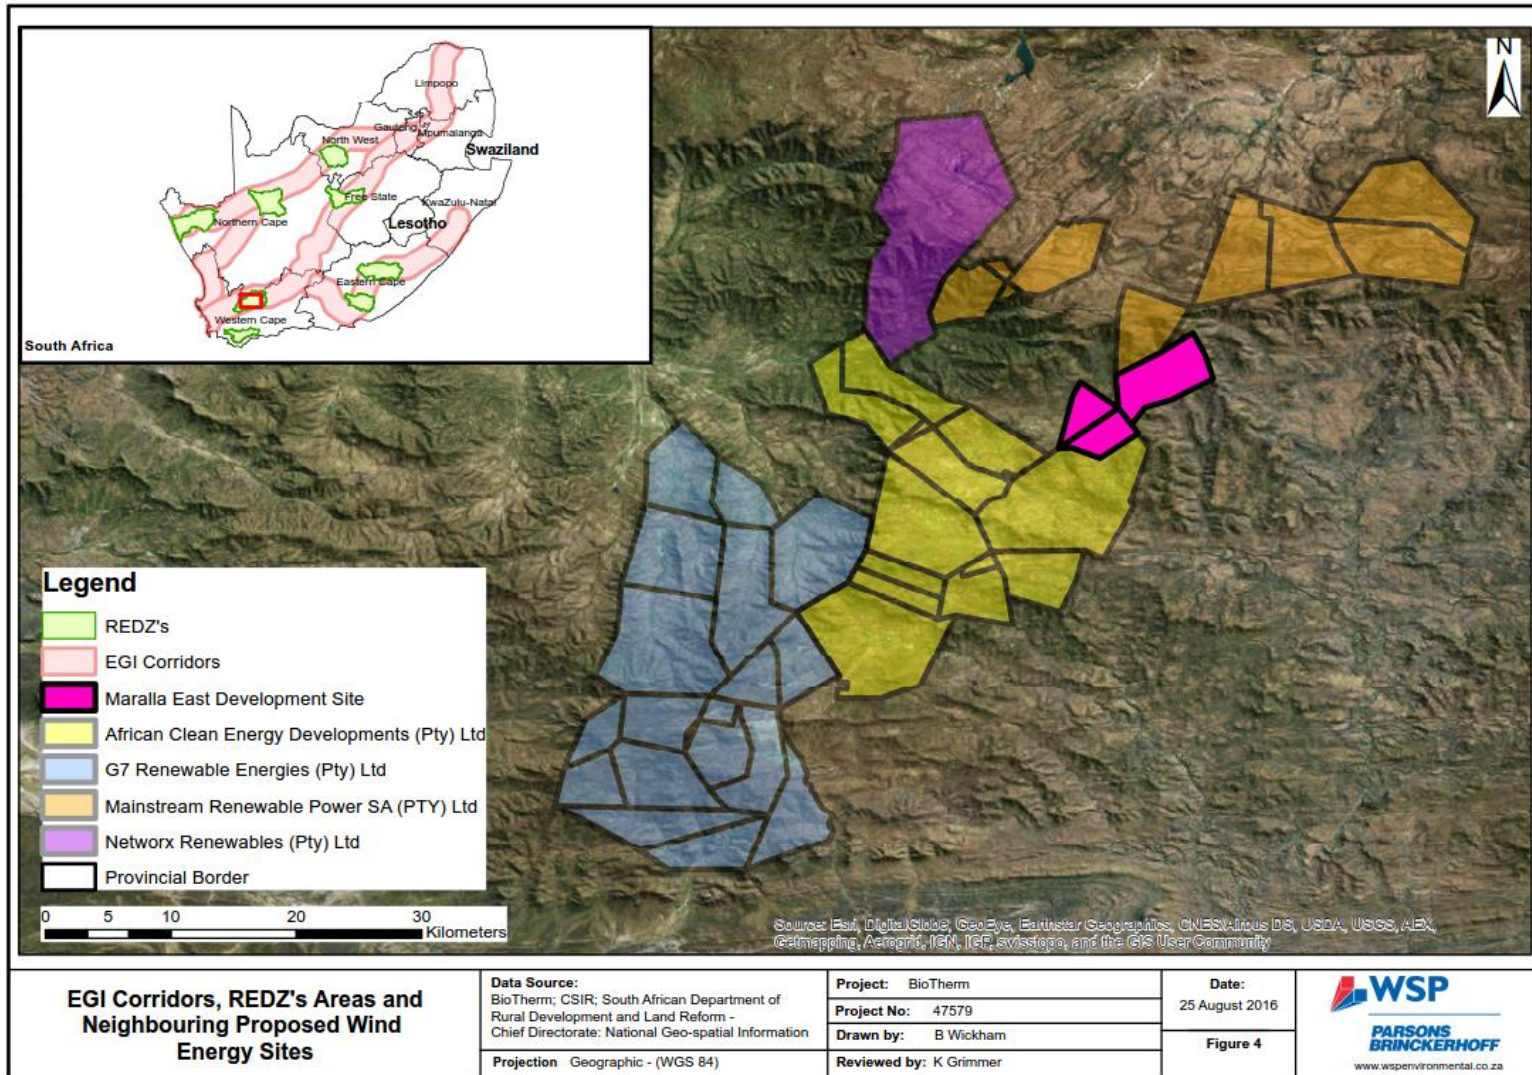 N
Limpopo
Gauteng
Mpumalanga
North West
Swaziland
Free State
KwaZulu-Natal
Northern Cape
Lesotho
Eastern Cape
Western Cape
South Africa
Legend
REDZ's
EGI Corridors
Maralla East Development Site
African Clean Energy Developments (Pty) Ltd
G7 Renewable Energies (Pty) Ltd
Mainstream Renewable Power SA (PTY) Ltd
Networx Renewables (Pty) Ltd
Provincial Border
0 5 10 20 30
Kilometers
Source: Esri, DigitalGlobe, GeoEye, Earthstar Geographics, CNES/Airbus DS, USDA, USGS, AEX,
Getmapping, Aerogrid, IGN, IGP, swisstopo, and the GIS User Community
EGI Corridors, REDZ's Areas and
Neighbouring Proposed Wind
Energy Sites
Data Source:
BioTherm; CSIR; South African Department of
Rural Development and Land Reform -
Chief Directorate: National Geo-spatial Information
Projection Geographic - (WGS 84)
Project: BioTherm
Project No: 47579
Drawn by: B Wickham
Reviewed by: K Grimmer
Date:
25 August 2016
Figure 4
WSP
PARSONS
BRINCKERHOFF
www.wspenvironmental.co.za